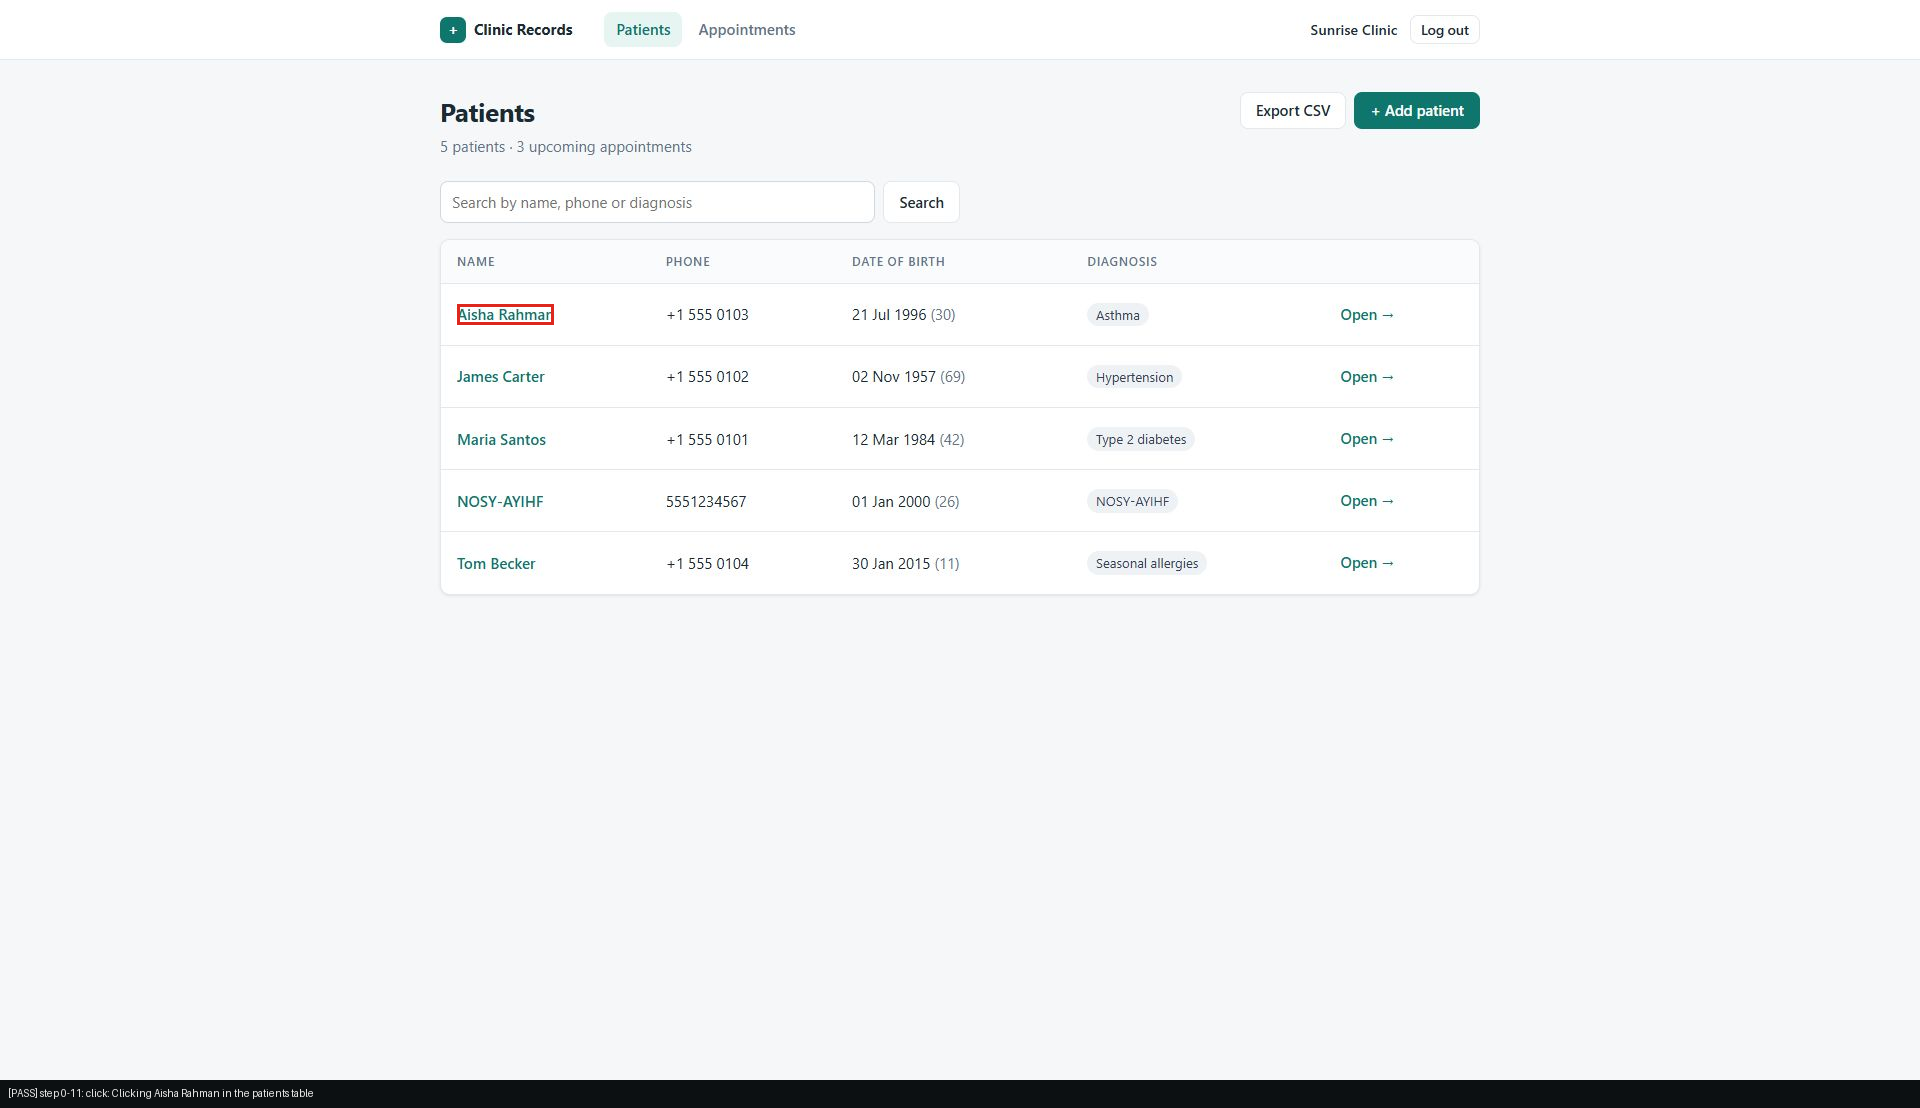 + Clinic Records Patients Appointments Sunrise Clinic Log out
Patients
Export CSV + Add patient
5 patients · 3 upcoming appointments
Search by name, phone or diagnosis Search
NAME PHONE DATE OF BIRTH DIAGNOSIS
Aisha Rahman +1 555 0103 21 Jul 1996 (30) Asthma Open →
James Carter +1 555 0102 02 Nov 1957 (69) Hypertension Open →
Maria Santos +1 555 0101 12 Mar 1984 (42) Type 2 diabetes Open →
NOSY-AYIHF 5551234567 01 Jan 2000 (26) NOSY-AYIHF Open →
Tom Becker +1 555 0104 30 Jan 2015 (11) Seasonal allergies Open →
[PASS] step 0-11: click: Clicking Aisha Rahman in the patients table